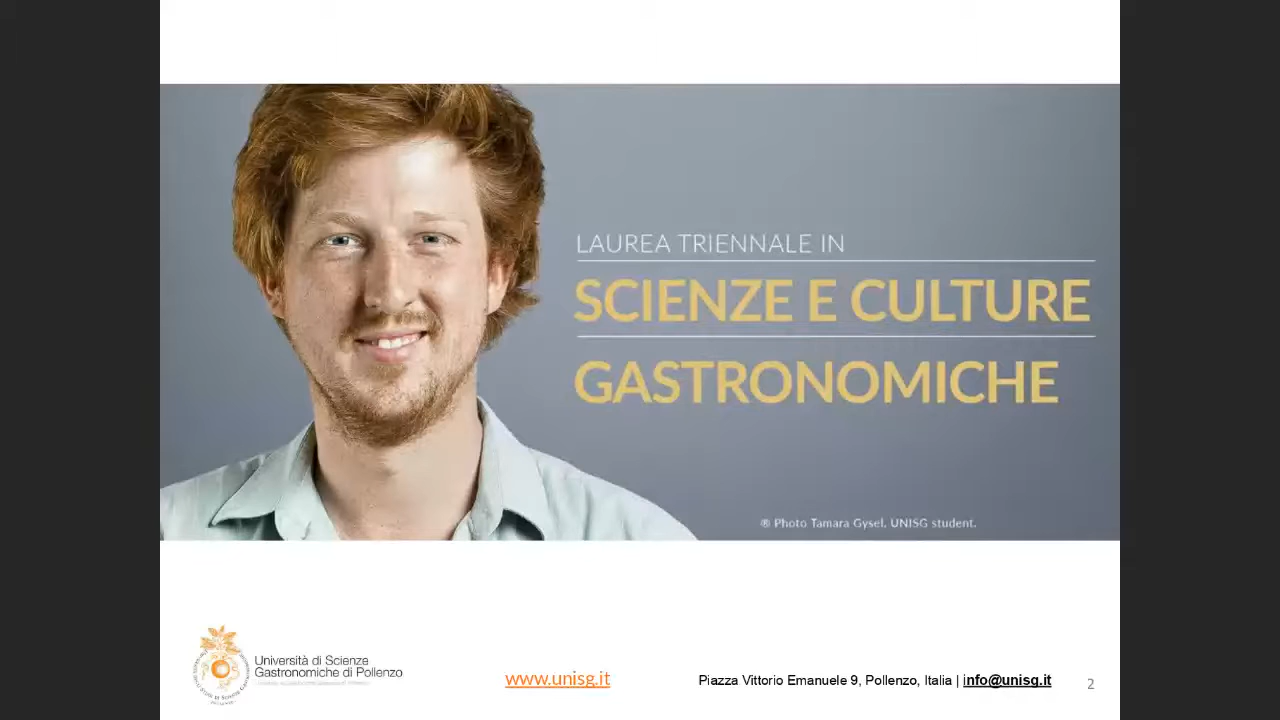 LAUREA TRIENNALE IN
SCIENZE E CULTURE
GASTRONOMICHE
® Photo Tamara Gysel, UNISG student.
Università di Scienze
Gastronomiche di Pollenzo
www.unisg.it
Piazza Vittorio Emanuele 9, Pollenzo, Italia | info@unisg.it
2